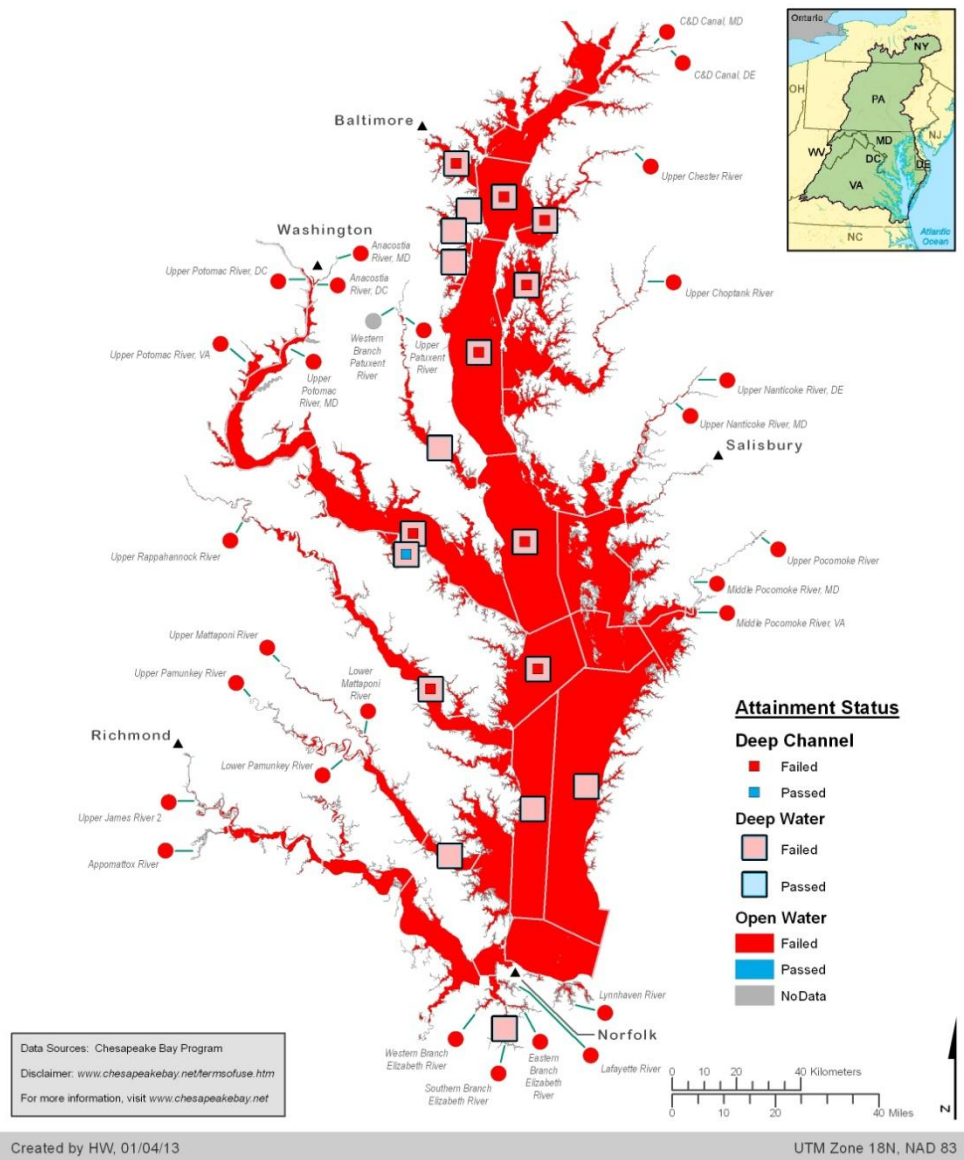 C&D Canal, MD
C&D Canal, DE
Baltimore
Upper Chester River
Washington
Anacostia
River, MD
Upper Potomac River, DC
Anacostia
River, DC
Upper Choptank River
Western
Branch
Patuxent
River
Upper
Patuxent
River
Upper Potomac River, VA
Upper
Potomac
River, MD
Upper Nanticoke River, DE
Upper Nanticoke River, MD
Salisbury
Upper Rappahannock River
Upper Pocomoke River
Middle Pocomoke River, MD
Middle Pocomoke River, VA
Upper Mattaponi River
Upper Pamunkey River
Lower
Mattaponi
River
Richmond
Lower Pamunkey River
Upper James River 2
Appomattox River
Lynnhaven River
Norfolk
Western Branch
Elizabeth River
Southern Branch
Elizabeth River
Eastern
Branch
Elizabeth
River
Lafayette River
Ontario
NY
OH
PA
NJ
MD
WV
DC
DE
VA
NC
Atlantic
Ocean
Attainment Status
Deep Channel
Failed
Passed
Deep Water
Failed
Passed
Open Water
Failed
Passed
NoData
0 10 20 40 Kilometers
0 10 20 40 Miles
N
Data Sources: Chesapeake Bay Program
Disclaimer: www.chesapeakebay.net/termsofuse.htm
For more information, visit www.chesapeakebay.net
Created by HW, 01/04/13
UTM Zone 18N, NAD 83